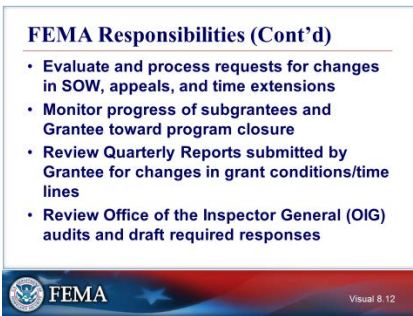 FEMA Responsibilities (Cont'd)
• Evaluate and process requests for changes
in SOW, appeals, and time extensions
• Monitor progress of subgrantees and
Grantee toward program closure
• Review Quarterly Reports submitted by
Grantee for changes in grant conditions/time
lines
• Review Office of the Inspector General (OIG)
audits and draft required responses
FEMA
Visual 8.12